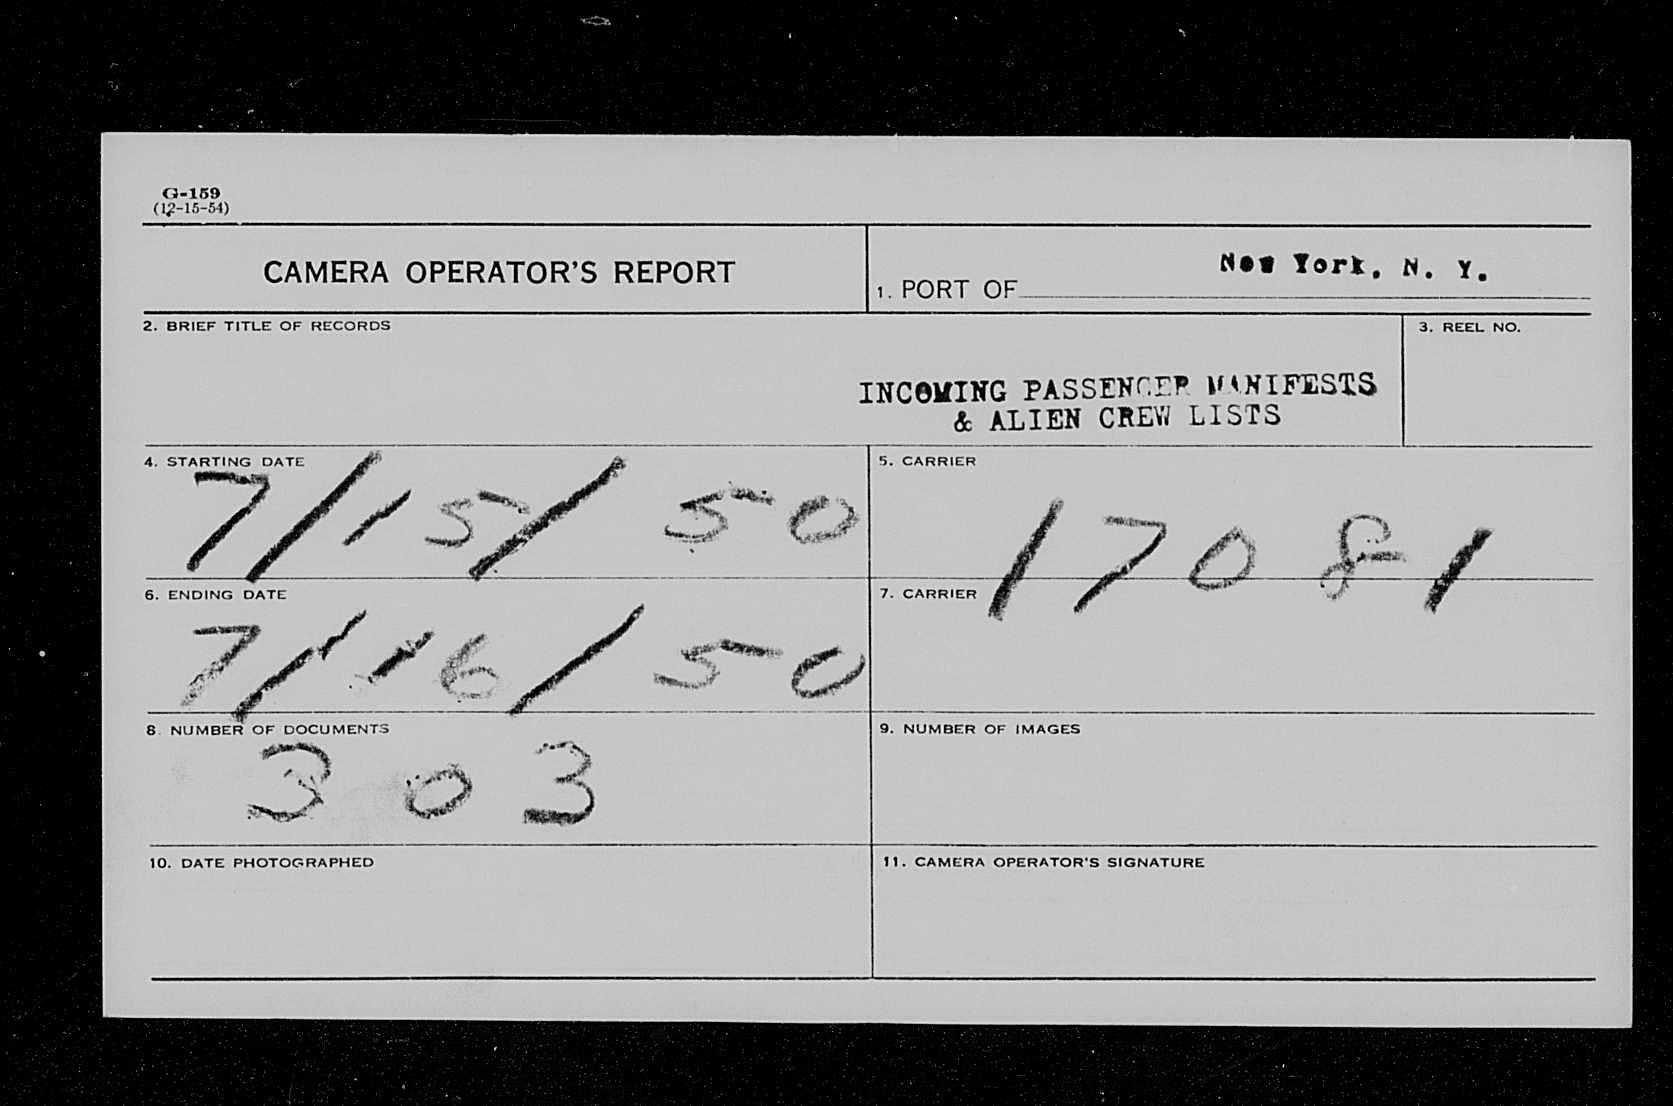 G-159
(12-15-54)
CAMERA OPERATOR'S REPORT
1. PORT OF New York, N. Y.
2. BRIEF TITLE OF RECORDS
3. REEL NO.
INCOMING PASSENGER MANIFESTS
& ALIEN CREW LISTS
4. STARTING DATE
7/15/50
5. CARRIER
17081
6. ENDING DATE
7/16/50
7. CARRIER
8. NUMBER OF DOCUMENTS
303
9. NUMBER OF IMAGES
10. DATE PHOTOGRAPHED
11. CAMERA OPERATOR'S SIGNATURE